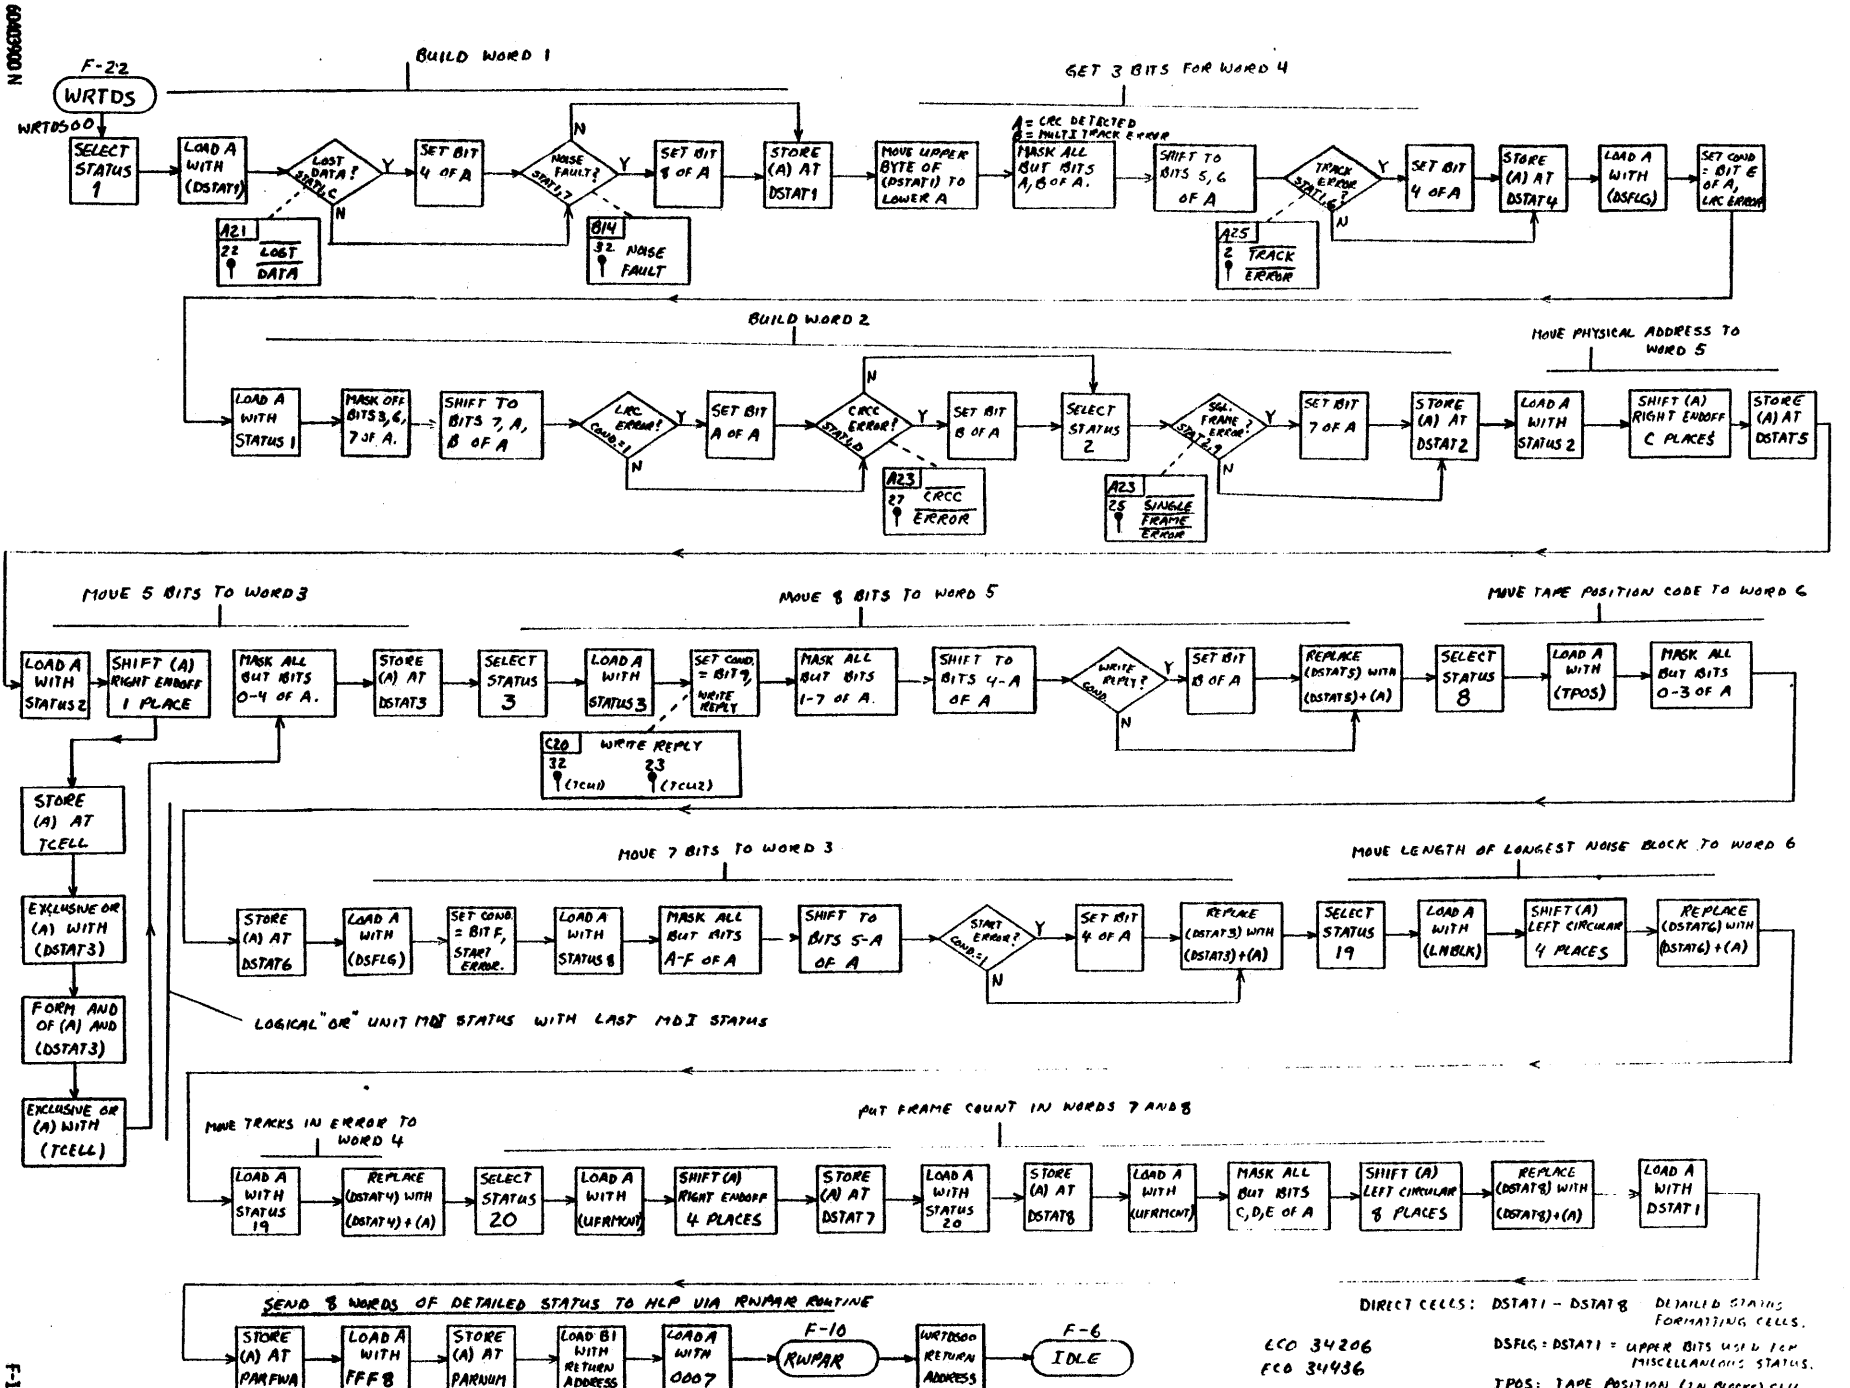 60403900 N
BUILD WORD 1
GET 3 BITS FOR WORD 4
F-22
WRTDS
WRTDS00
SELECT
STATUS
1
LOAD A
WITH
(DSTAT1)
LOST
DATA?
STAT1,C
Y
N
SET BIT
4 OF A
NOISE
FAULT?
STAT1,7
N
Y
SET BIT
8 OF A
STORE
(A) AT
DSTAT1
MOVE UPPER
BYTE OF
(DSTAT1) TO
LOWER A
A = CRC DETECTED
B = MULTI TRACK ERROR
MASK ALL
BUT BITS
A, B OF A.
SHIFT TO
BITS 5, 6
OF A
TRACK
ERROR
?
STAT1,6
Y
N
SET BIT
4 OF A
STORE
(A) AT
DSTAT4
LOAD A
WITH
(DSFLG)
SET COND
= BIT E
OF A,
LRC ERROR
A21
22 LOST
DATA
B14
32 NOISE
FAULT
A25
2 TRACK
ERROR
BUILD WORD 2
MOVE PHYSICAL ADDRESS TO
WORD 5
LOAD A
WITH
STATUS 1
MASK OFF
BITS 3, 6,
7 OF A.
SHIFT TO
BITS 7, A,
B OF A
LRC
ERROR?
COND.=1
Y
N
SET BIT
A OF A
CRCC
ERROR?
STAT1,D
N
Y
SET BIT
B OF A
SELECT
STATUS
2
SGL.
FRAME
ERROR?
STAT2,9
Y
N
SET BIT
7 OF A
STORE
(A) AT
DSTAT2
LOAD A
WITH
STATUS 2
SHIFT (A)
RIGHT ENDOFF
C PLACES
STORE
(A) AT
DSTAT5
A23
27 CRCC
ERROR
A23
25 SINGLE
FRAME
ERROR
MOVE 5 BITS TO WORD 3
MOVE 8 BITS TO WORD 5
MOVE TAPE POSITION CODE TO WORD 6
LOAD A
WITH
STATUS 2
SHIFT (A)
RIGHT ENDOFF
1 PLACE
MASK ALL
BUT BITS
0-4 OF A.
STORE
(A) AT
DSTAT3
SELECT
STATUS
3
LOAD A
WITH
STATUS 3
SET COND.
= BIT 9,
WRITE
REPLY
MASK ALL
BUT BITS
1-7 OF A.
SHIFT TO
BITS 4-A
OF A
WRITE
REPLY?
COND.
Y
N
SET BIT
B OF A
REPLACE
(DSTAT5) WITH
(DSTAT5)+(A)
SELECT
STATUS
8
LOAD A
WITH
(TPOS)
MASK ALL
BUT BITS
0-3 OF A
C20 WRITE REPLY
32 23
(TCU1) (TCU2)
STORE
(A) AT
TCELL
EXCLUSIVE OR
(A) WITH
(DSTAT3)
FORM AND
OF (A) AND
(DSTAT3)
EXCLUSIVE OR
(A) WITH
(TCELL)
LOGICAL "OR" UNIT MDI STATUS WITH LAST MDI STATUS
MOVE 7 BITS TO WORD 3
MOVE LENGTH OF LONGEST NOISE BLOCK TO WORD 6
STORE
(A) AT
DSTAT6
LOAD A
WITH
(DSFLG)
SET COND.
= BIT F,
START
ERROR.
LOAD A
WITH
STATUS 8
MASK ALL
BUT BITS
A-F OF A
SHIFT TO
BITS 5-A
OF A
START
ERROR?
COND.=1
Y
N
SET BIT
4 OF A
REPLACE
(DSTAT3) WITH
(DSTAT3)+(A)
SELECT
STATUS
19
LOAD A
WITH
(LNBLK)
SHIFT (A)
LEFT CIRCULAR
4 PLACES
REPLACE
(DSTAT6) WITH
(DSTAT6)+(A)
MOVE TRACKS IN ERROR TO
WORD 4
PUT FRAME COUNT IN WORDS 7 AND 8
LOAD A
WITH
STATUS
19
REPLACE
(DSTAT4) WITH
(DSTAT4)+(A)
SELECT
STATUS
20
LOAD A
WITH
(UFRMCNT)
SHIFT (A)
RIGHT ENDOFF
4 PLACES
STORE
(A) AT
DSTAT7
LOAD A
WITH
STATUS
20
STORE
(A) AT
DSTAT8
LOAD A
WITH
(UFRMCNT)
MASK ALL
BUT BITS
C, D, E OF A
SHIFT (A)
LEFT CIRCULAR
8 PLACES
REPLACE
(DSTAT8) WITH
(DSTAT8)+(A)
LOAD A
WITH
DSTAT1
SEND 8 WORDS OF DETAILED STATUS TO HLP VIA RWPAR ROUTINE
STORE
(A) AT
PARFWA
LOAD A
WITH
FFF8
STORE
(A) AT
PARNUM
LOAD B1
WITH
RETURN
ADDRESS
LOAD A
WITH
0007
F-10
RWPAR
WRTDS00
RETURN
ADDRESS
F-6
IDLE
ECO 34206
ECO 34436
DIRECT CELLS: DSTAT1 - DSTAT8 DETAILED STATUS
FORMATTING CELLS.
DSFLG = DSTAT1 = UPPER BITS USED FOR
MISCELLANEOUS STATUS.
TPOS: TAPE POSITION
F-1